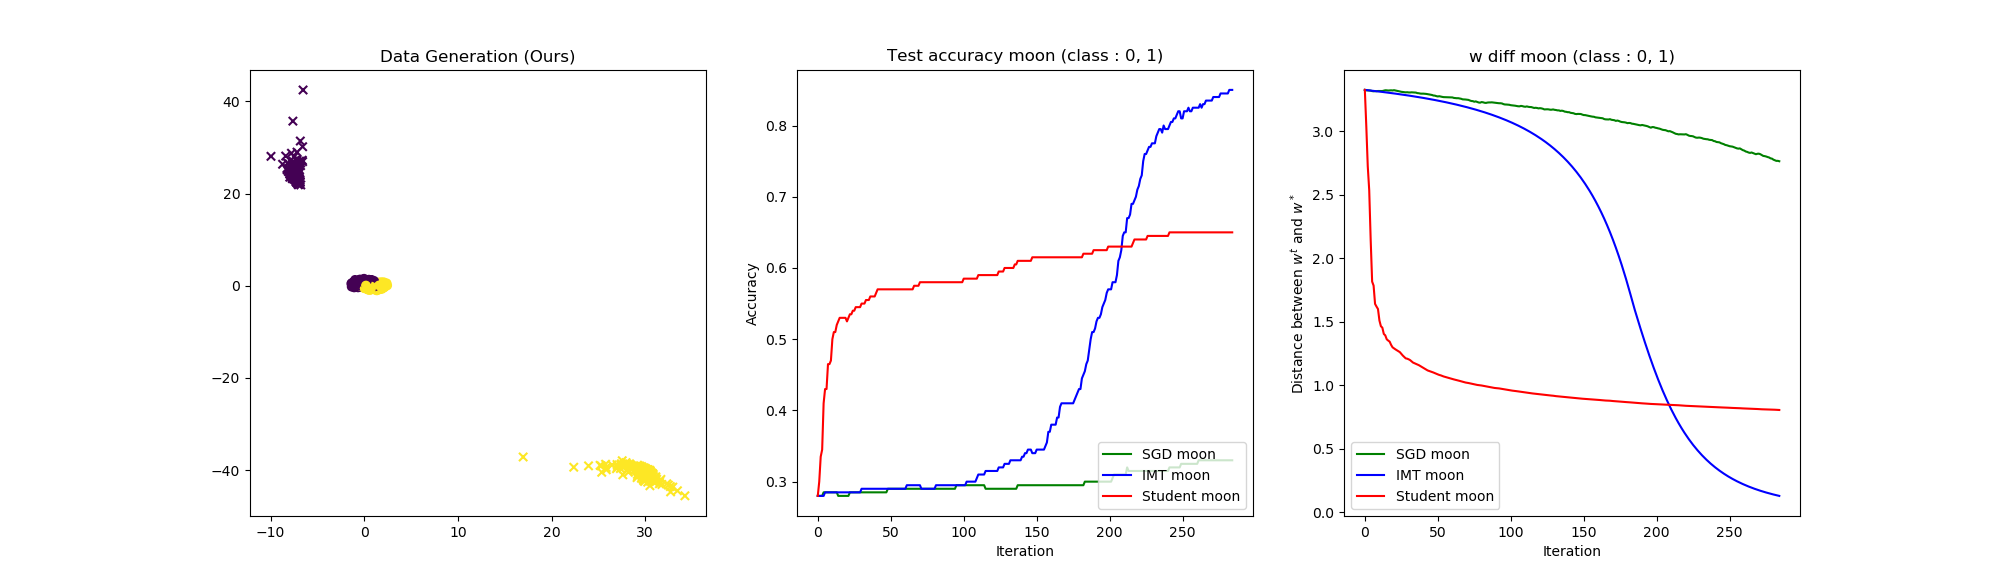 Data Generation (Ours)
40
20
0
−20
−40
−10
0
10
20
30
Test accuracy moon (class : 0, 1)
Accuracy
0.8
0.7
0.6
0.5
0.4
0.3
SGD moon
IMT moon
Student moon
0
50
100
150
200
250
Iteration
w diff moon (class : 0, 1)
Distance between w^t and w^*
3.0
2.5
2.0
1.5
1.0
0.5
0.0
SGD moon
IMT moon
Student moon
0
50
100
150
200
250
Iteration